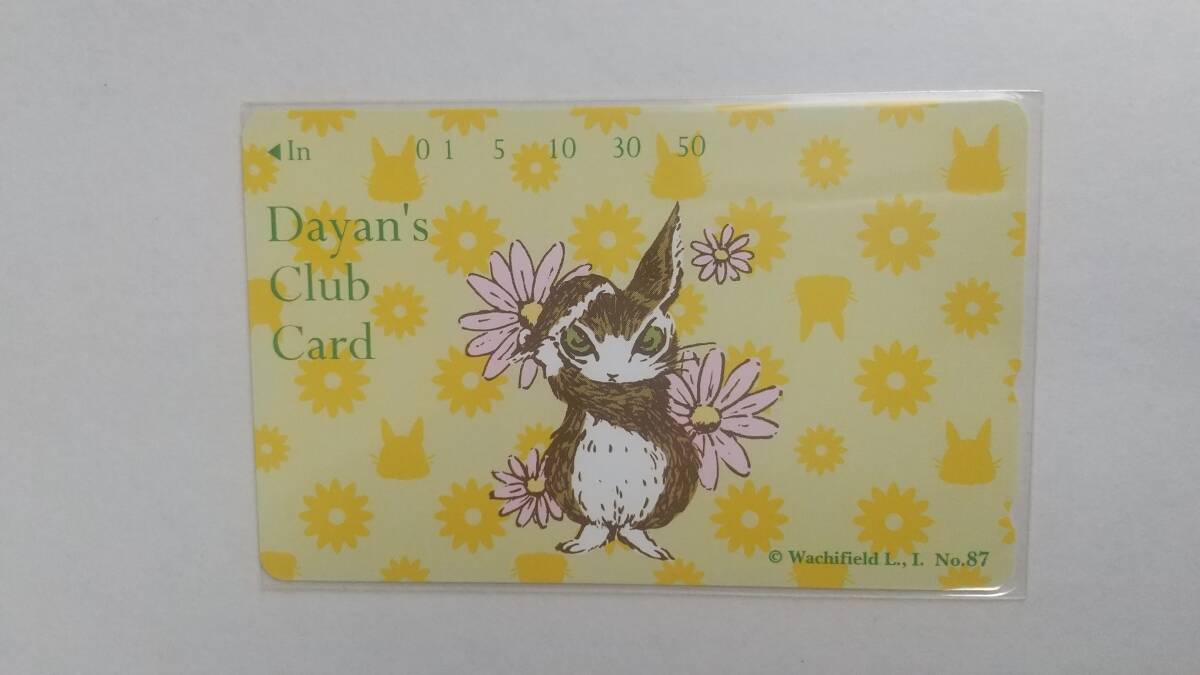 ◀In 0 1 5 10 30 50
Dayan's
Club
Card
© Wachifield L., I. No.87